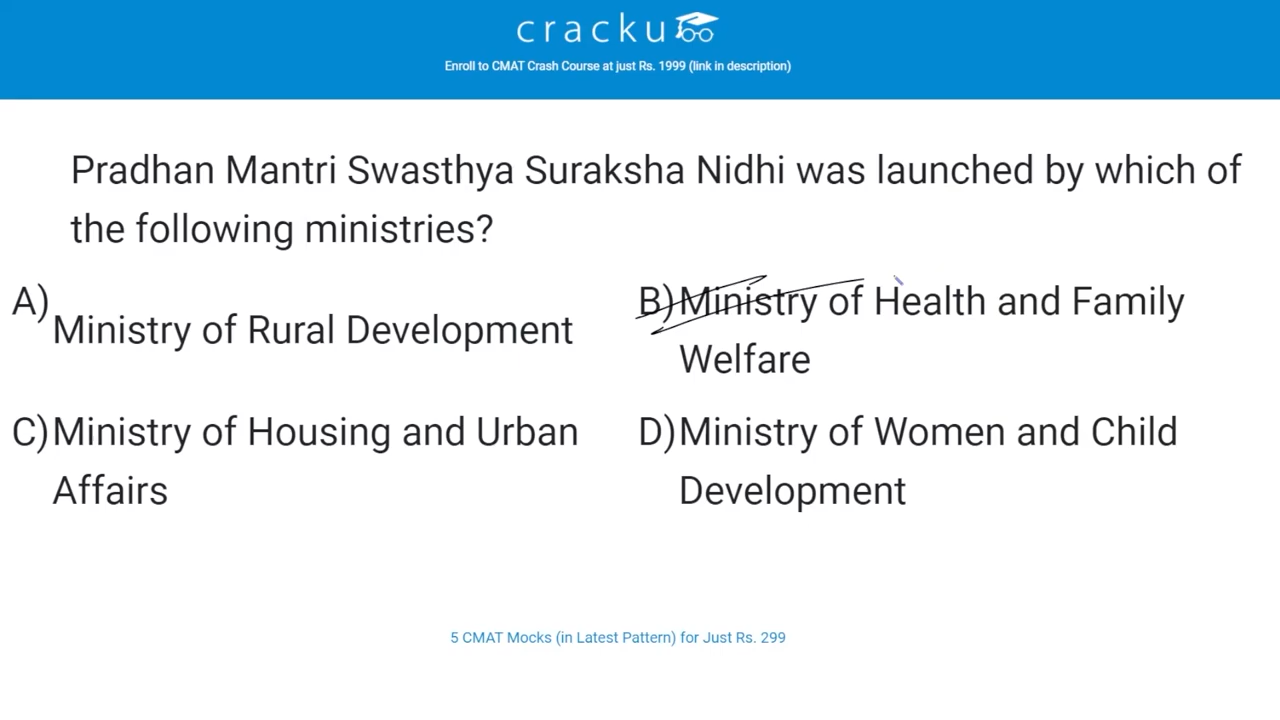 cracku
Enroll to CMAT Crash Course at just Rs. 1999 (link in description)
Pradhan Mantri Swasthya Suraksha Nidhi was launched by which of
the following ministries?
A)
Ministry of Rural Development
B) Ministry of Health and Family
Welfare
C) Ministry of Housing and Urban
Affairs
D) Ministry of Women and Child
Development
5 CMAT Mocks (in Latest Pattern) for Just Rs. 299